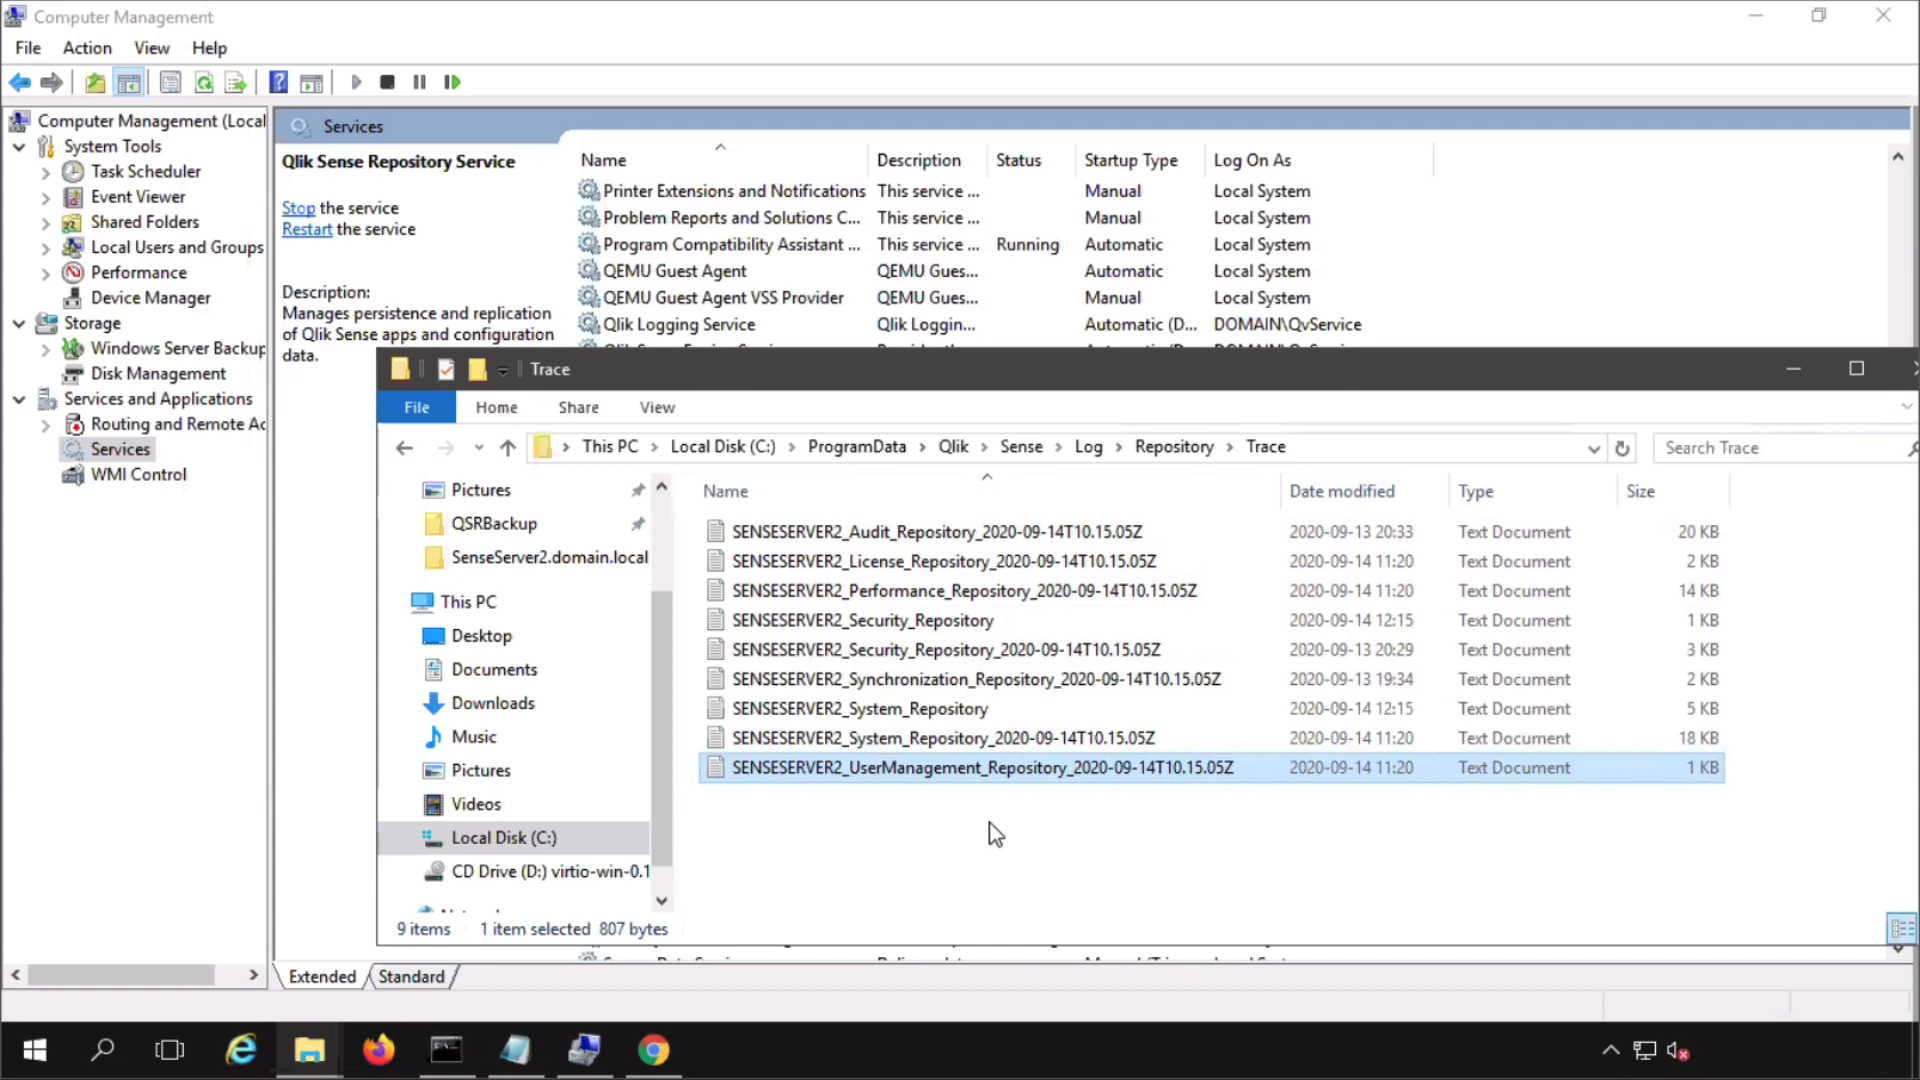 Computer Management
File Action View Help
Computer Management (Local
System Tools
Task Scheduler
Event Viewer
Shared Folders
Local Users and Groups
Performance
Device Manager
Storage
Windows Server Backup
Disk Management
Services and Applications
Routing and Remote Ac
Services
WMI Control
Services
Qlik Sense Repository Service
Stop the service
Restart the service
Description:
Manages persistence and replication
of Qlik Sense apps and configuration
data.
Name Description Status Startup Type Log On As
Printer Extensions and Notifications This service ... Manual Local System
Problem Reports and Solutions C... This service ... Manual Local System
Program Compatibility Assistant ... This service ... Running Automatic Local System
QEMU Guest Agent QEMU Gues... Automatic Local System
QEMU Guest Agent VSS Provider QEMU Gues... Manual Local System
Qlik Logging Service Qlik Loggin... Automatic (D... DOMAIN\QvService
Trace
File Home Share View
This PC Local Disk (C:) ProgramData Qlik Sense Log Repository Trace
Search Trace
Pictures
QSRBackup
SenseServer2.domain.local
This PC
Desktop
Documents
Downloads
Music
Pictures
Videos
Local Disk (C:)
CD Drive (D:) virtio-win-0.1
Name Date modified Type Size
SENSESERVER2_Audit_Repository_2020-09-14T10.15.05Z 2020-09-13 20:33 Text Document 20 KB
SENSESERVER2_License_Repository_2020-09-14T10.15.05Z 2020-09-14 11:20 Text Document 2 KB
SENSESERVER2_Performance_Repository_2020-09-14T10.15.05Z 2020-09-14 11:20 Text Document 14 KB
SENSESERVER2_Security_Repository 2020-09-14 12:15 Text Document 1 KB
SENSESERVER2_Security_Repository_2020-09-14T10.15.05Z 2020-09-13 20:29 Text Document 3 KB
SENSESERVER2_Synchronization_Repository_2020-09-14T10.15.05Z 2020-09-13 19:34 Text Document 2 KB
SENSESERVER2_System_Repository 2020-09-14 12:15 Text Document 5 KB
SENSESERVER2_System_Repository_2020-09-14T10.15.05Z 2020-09-14 11:20 Text Document 18 KB
SENSESERVER2_UserManagement_Repository_2020-09-14T10.15.05Z 2020-09-14 11:20 Text Document 1 KB
9 items 1 item selected 807 bytes
Extended Standard